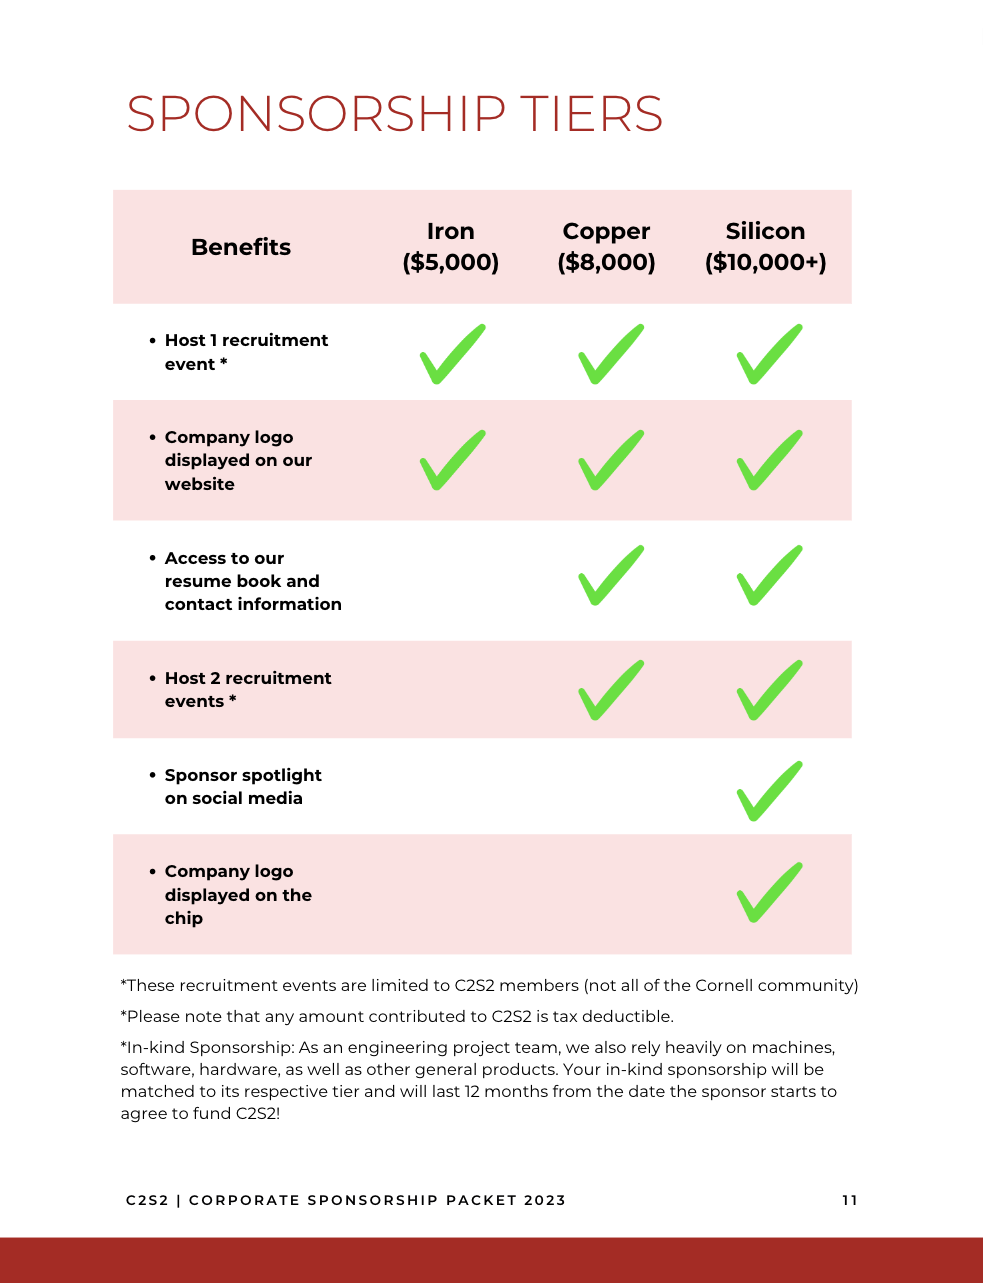 SPONSORSHIP TIERS
Benefits
Iron
($5,000)
Copper
($8,000)
Silicon
($10,000+)
• Host 1 recruitment
event *
• Company logo
displayed on our
website
• Access to our
resume book and
contact information
• Host 2 recruitment
events *
• Sponsor spotlight
on social media
• Company logo
displayed on the
chip
*These recruitment events are limited to C2S2 members (not all of the Cornell community)
*Please note that any amount contributed to C2S2 is tax deductible.
*In-kind Sponsorship: As an engineering project team, we also rely heavily on machines,
software, hardware, as well as other general products. Your in-kind sponsorship will be
matched to its respective tier and will last 12 months from the date the sponsor starts to
agree to fund C2S2!
C2S2 | CORPORATE SPONSORSHIP PACKET 2023
11